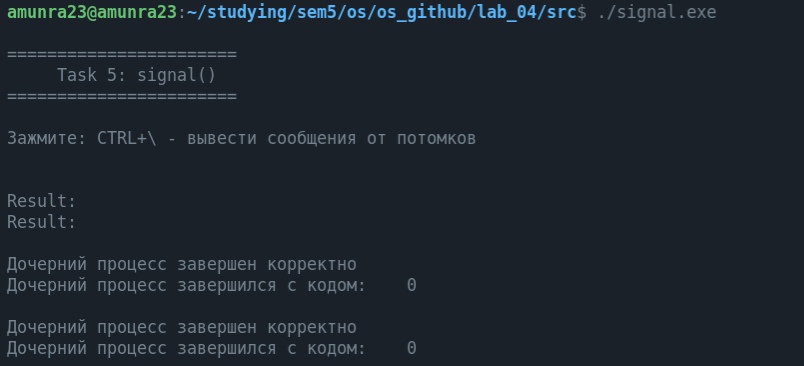 amunra23@amunra23:~/studying/sem5/os/os_github/lab_04/src$ ./signal.exe
=======================
Task 5: signal()
=======================
Зажмите: CTRL+\ - вывести сообщения от потомков
Result:
Result:
Дочерний процесс завершен корректно
Дочерний процесс завершился с кодом:    0
Дочерний процесс завершен корректно
Дочерний процесс завершился с кодом:    0